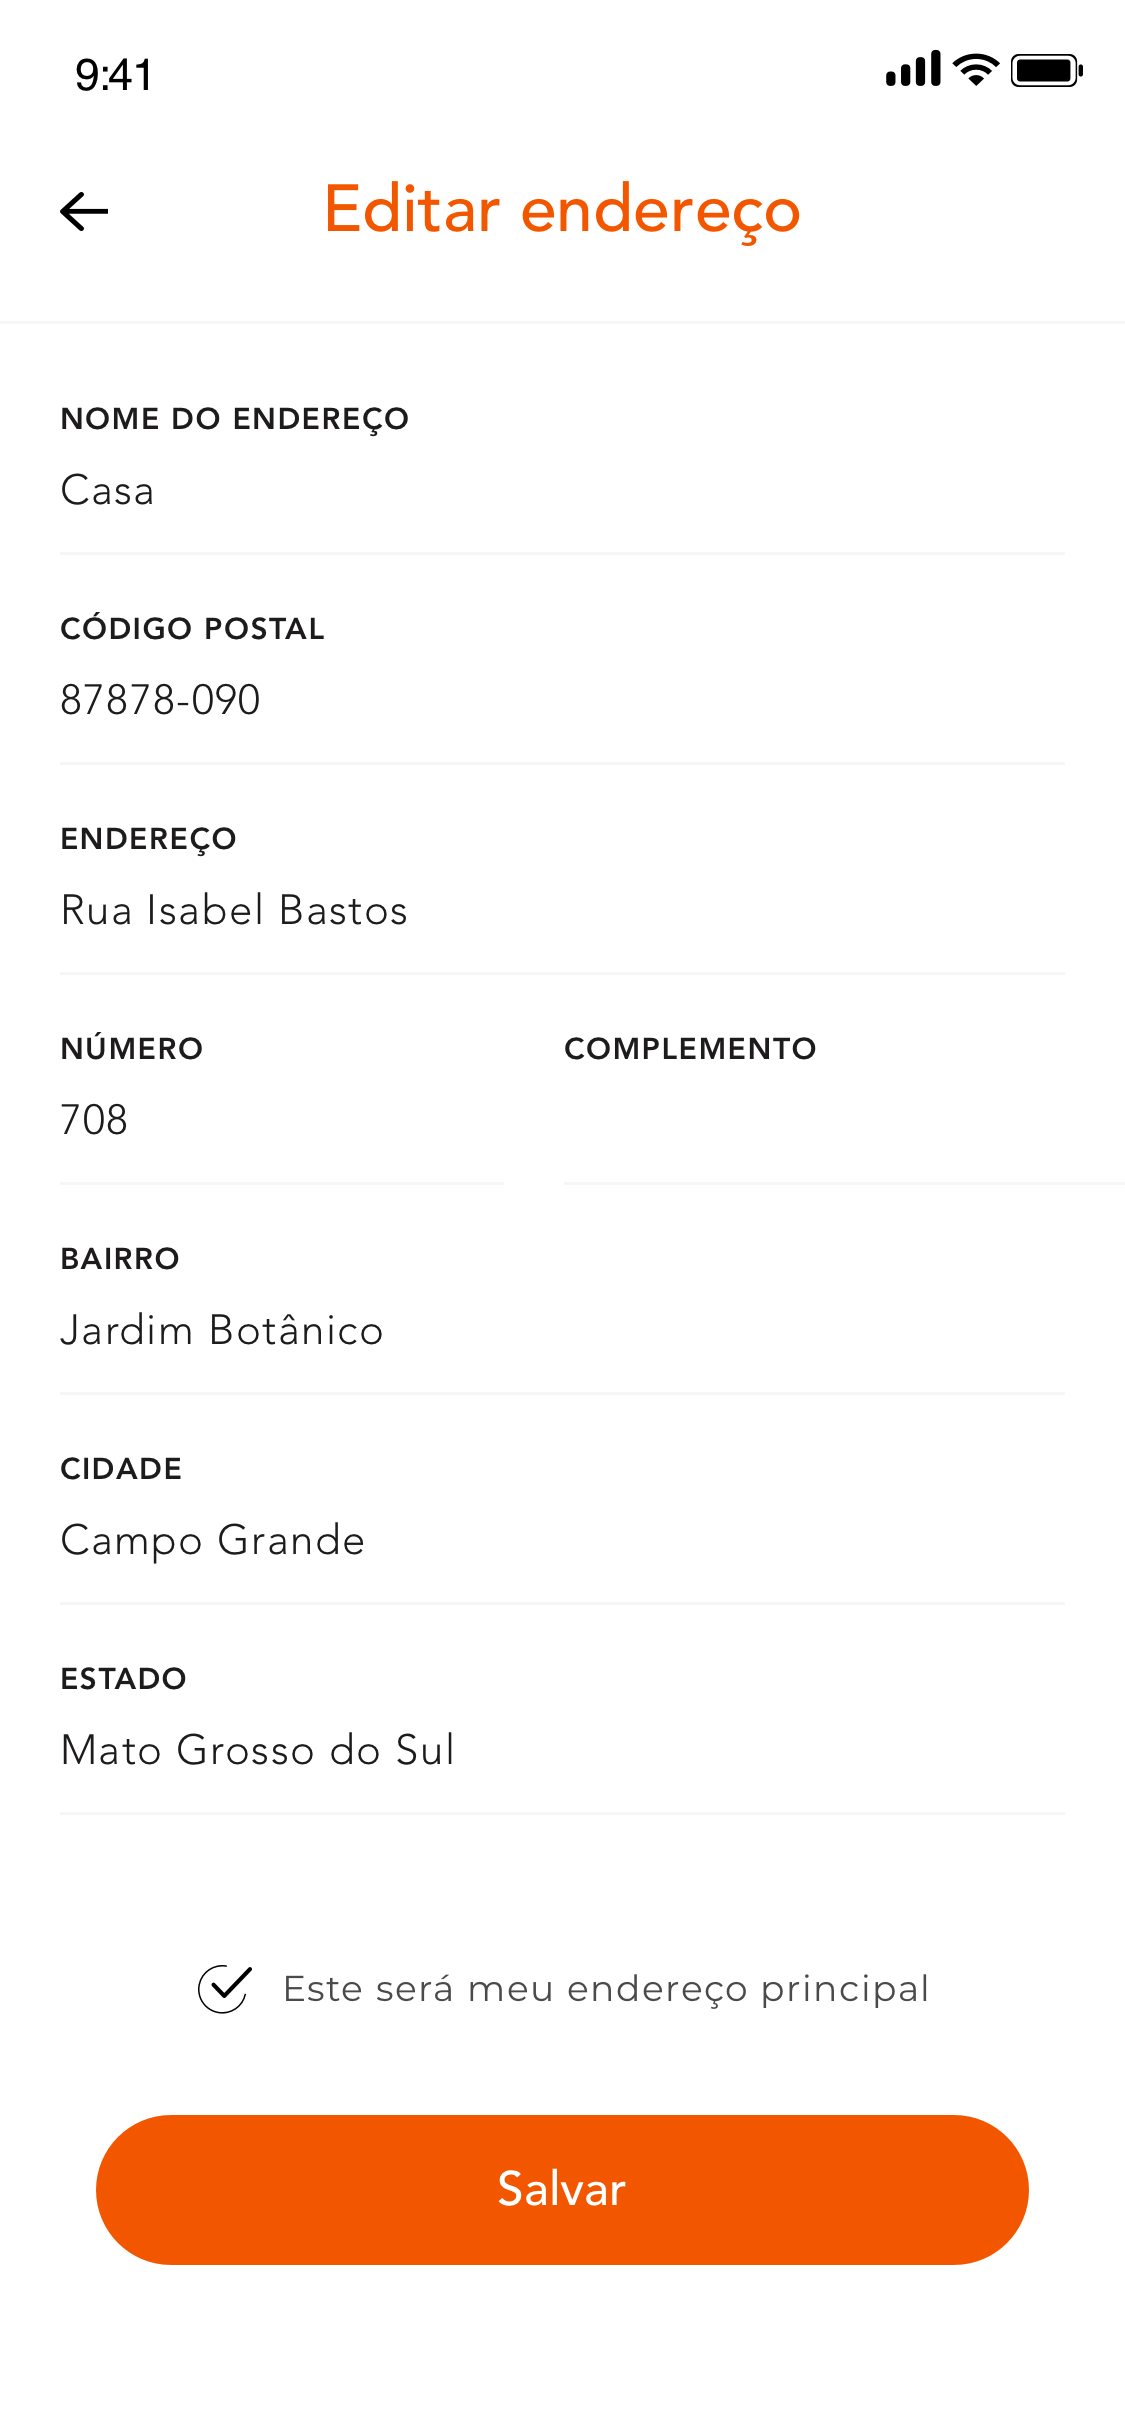 9:41
Editar endereço
NOME DO ENDEREÇO
Casa
CÓDIGO POSTAL
87878-090
ENDEREÇO
Rua Isabel Bastos
NÚMERO
708
COMPLEMENTO
BAIRRO
Jardim Botânico
CIDADE
Campo Grande
ESTADO
Mato Grosso do Sul
Este será meu endereço principal
Salvar